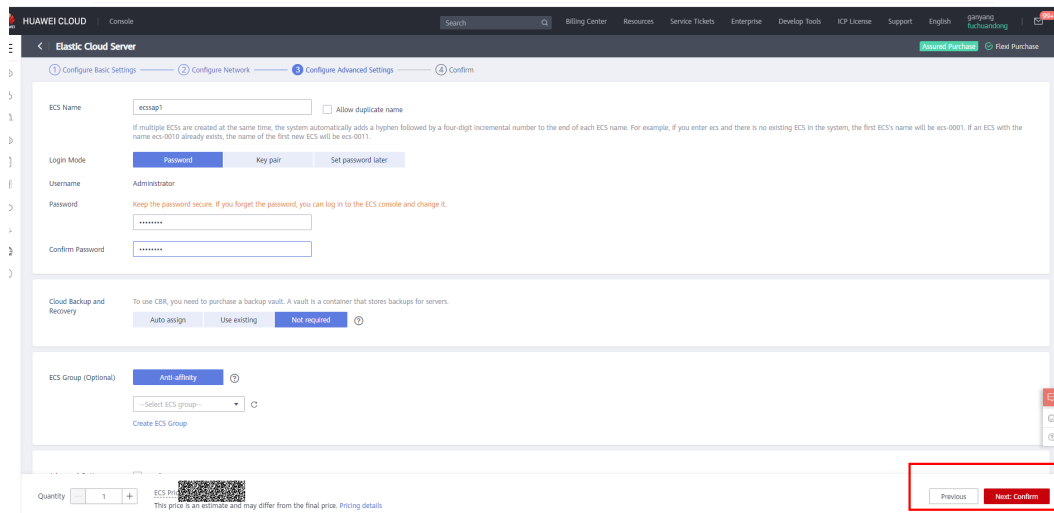 HUAWEI CLOUD Console Search Billing Center Resources Service Tickets Enterprise Develop Tools ICP License Support English ganyang fuchuandong 99+
Elastic Cloud Server Assured Purchase Flexi Purchase
1 Configure Basic Settings 2 Configure Network 3 Configure Advanced Settings 4 Confirm
ECS Name ecssap1 Allow duplicate name
If multiple ECSs are created at the same time, the system automatically adds a hyphen followed by a four-digit incremental number to the end of each ECS name. For example, if you enter ecs and there is no existing ECS in the system, the first ECS's name will be ecs-0001. If an ECS with the
name ecs-0010 already exists, the name of the first new ECS will be ecs-0011.
Login Mode Password Key pair Set password later
Username Administrator
Password Keep the password secure. If you forget the password, you can log in to the ECS console and change it.
••••••••
Confirm Password ••••••••
Cloud Backup and Recovery To use CBR, you need to purchase a backup vault. A vault is a container that stores backups for servers.
Auto assign Use existing Not required
ECS Group (Optional) Anti-affinity
--Select ECS group--
Create ECS Group
Quantity 1 ECS
This price is an estimate and may differ from the final price. Pricing details
Previous Next: Confirm